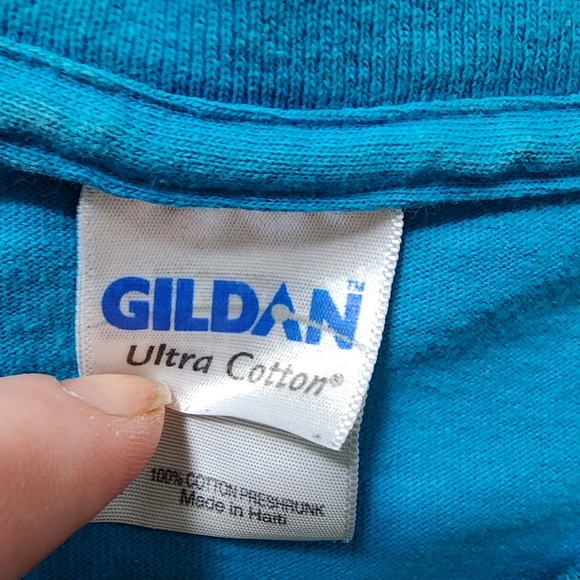 GILDAN™
Ultra Cotton®
100% COTTON PRESHRUNK
Made in Haiti